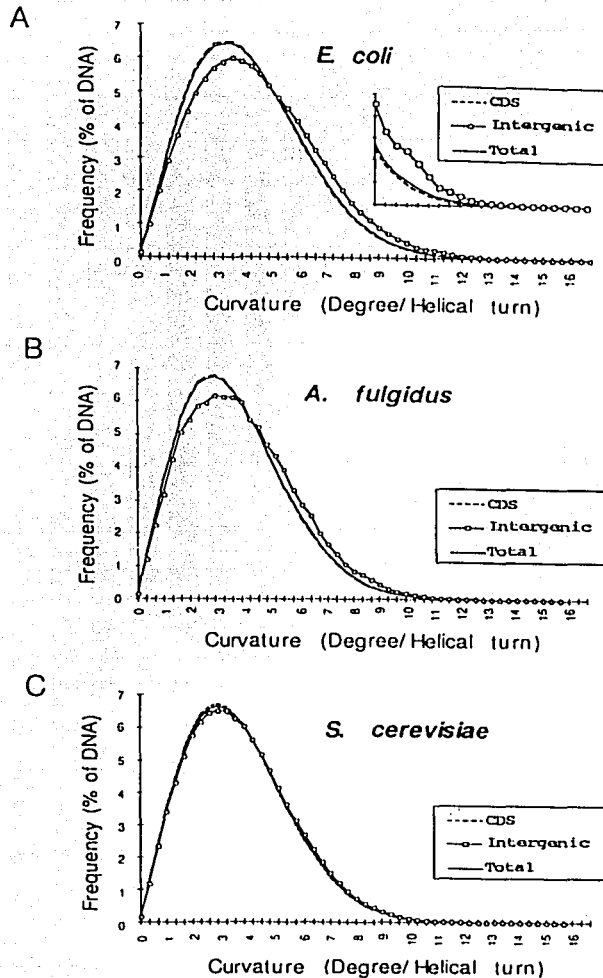 A
E. coli
Frequency (% of DNA)
7
6
5
4
3
2
1
0
CDS
Intergenic
Total
0 1 2 3 4 5 6 7 8 9 10 11 12 13 14 15 16
Curvature (Degree/Helical turn)
B
A. fulgidus
Frequency (% of DNA)
7
6
5
4
3
2
1
0
CDS
Intergenic
Total
0 1 2 3 4 5 6 7 8 9 10 11 12 13 14 15 16
Curvature (Degree/Helical turn)
C
S. cerevisiae
Frequency (% of DNA)
7
6
5
4
3
2
1
0
CDS
Intergenic
Total
0 1 2 3 4 5 6 7 8 9 10 11 12 13 14 15 16
Curvature (Degree/Helical turn)